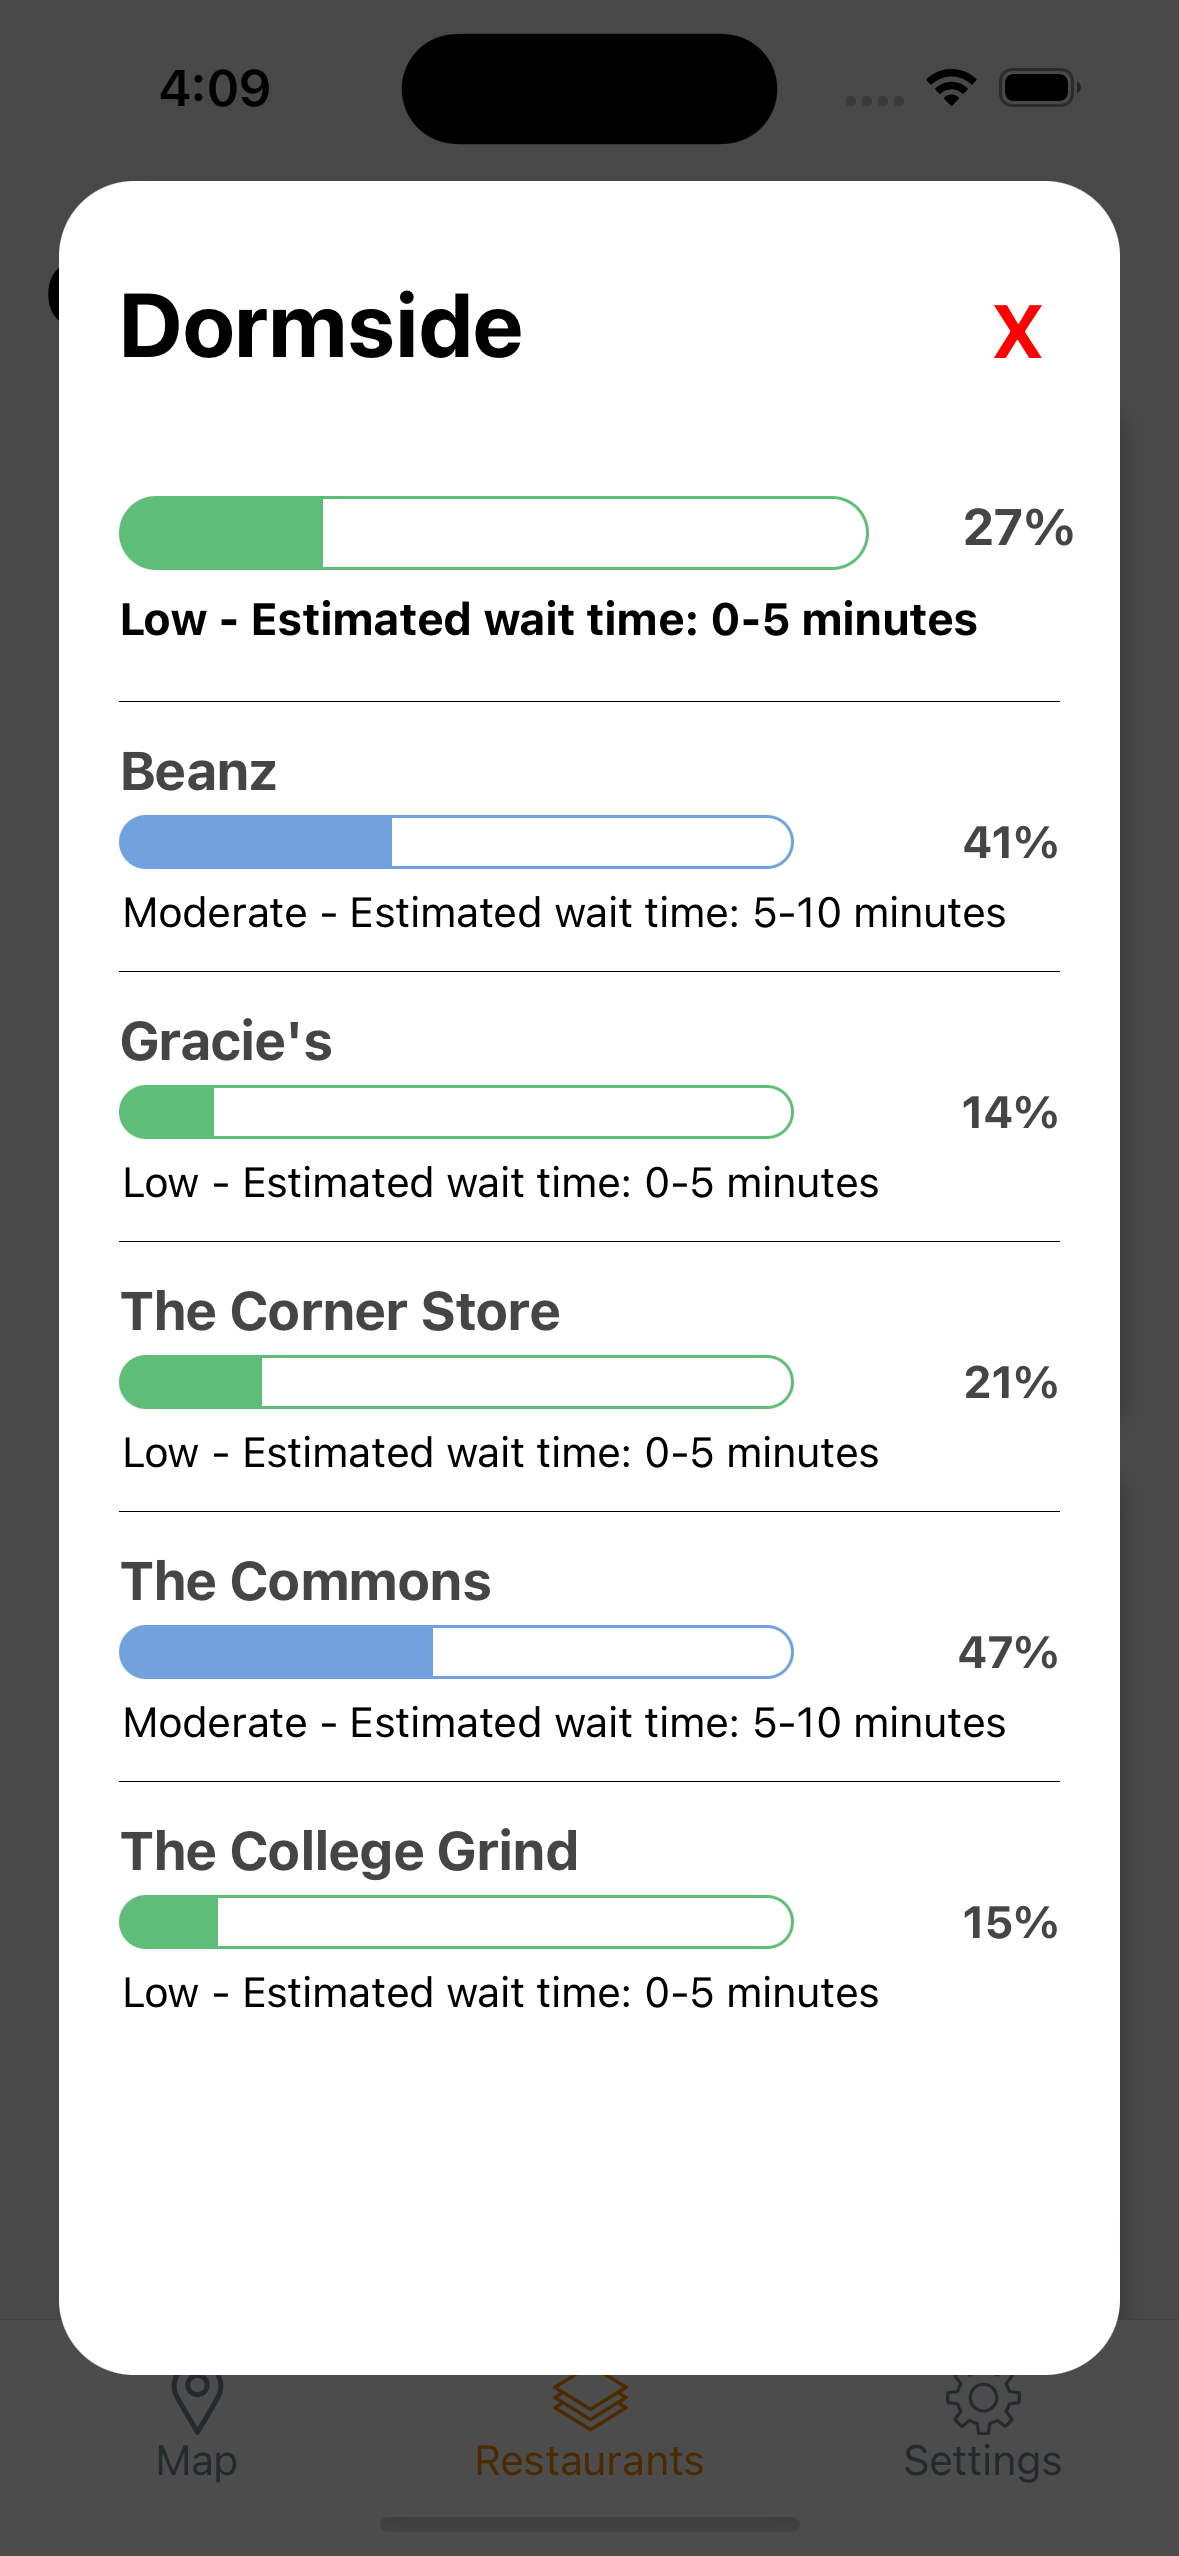 4:09
Dormside
X
27%
Low - Estimated wait time: 0-5 minutes
Beanz
41%
Moderate - Estimated wait time: 5-10 minutes
Gracie's
14%
Low - Estimated wait time: 0-5 minutes
The Corner Store
21%
Low - Estimated wait time: 0-5 minutes
The Commons
47%
Moderate - Estimated wait time: 5-10 minutes
The College Grind
15%
Low - Estimated wait time: 0-5 minutes
Map
Restaurants
Settings